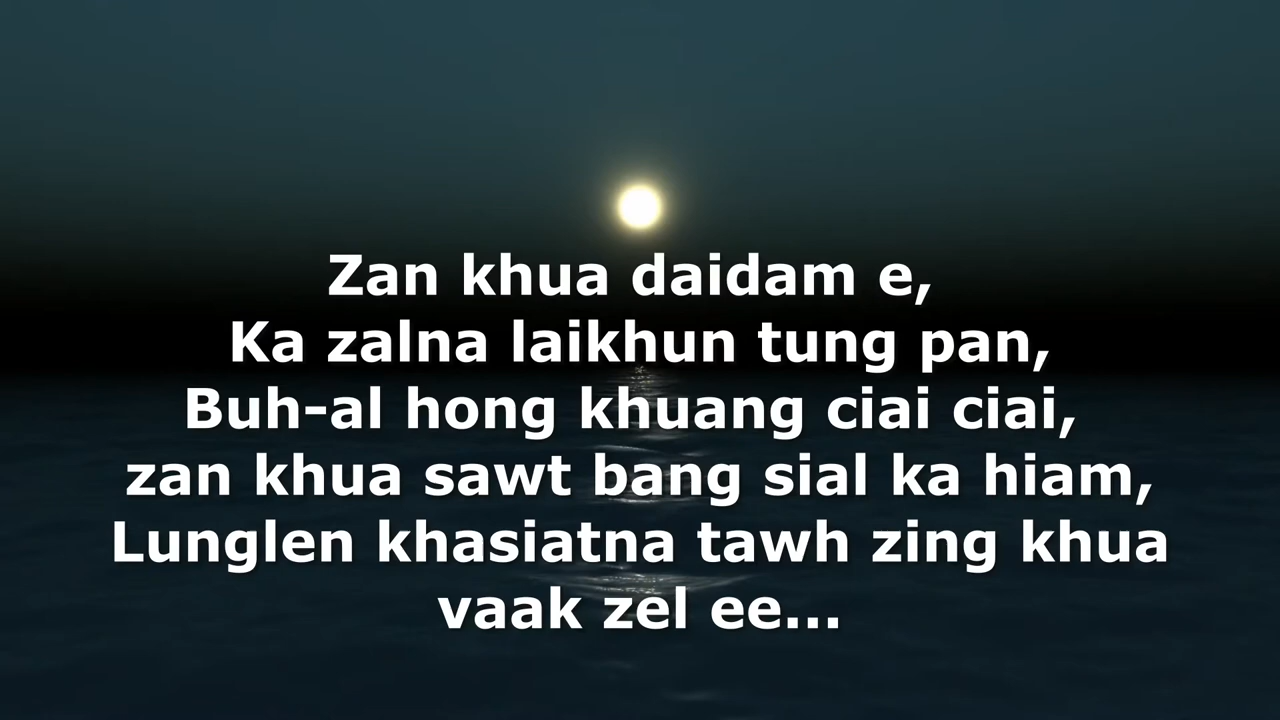 Zan khua daidam e,
Ka zalna laikhun tung pan,
Buh-al hong khuang ciai ciai,
zan khua sawt bang sial ka hiam,
Lunglen khasiatna tawh zing khua
vaak zel ee...